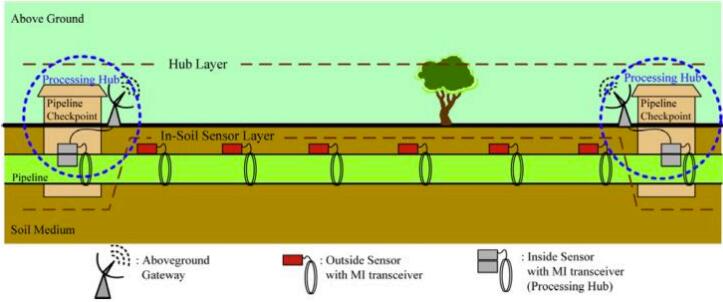 Above Ground
Hub Layer
Processing Hub
Processing Hub
Pipeline
Checkpoint
Pipeline
Checkpoint
In-Soil Sensor Layer
Pipeline
Soil Medium
: Aboveground
Gateway
: Outside Sensor
with MI transceiver
: Inside Sensor
with MI transceiver
(Processing Hub)